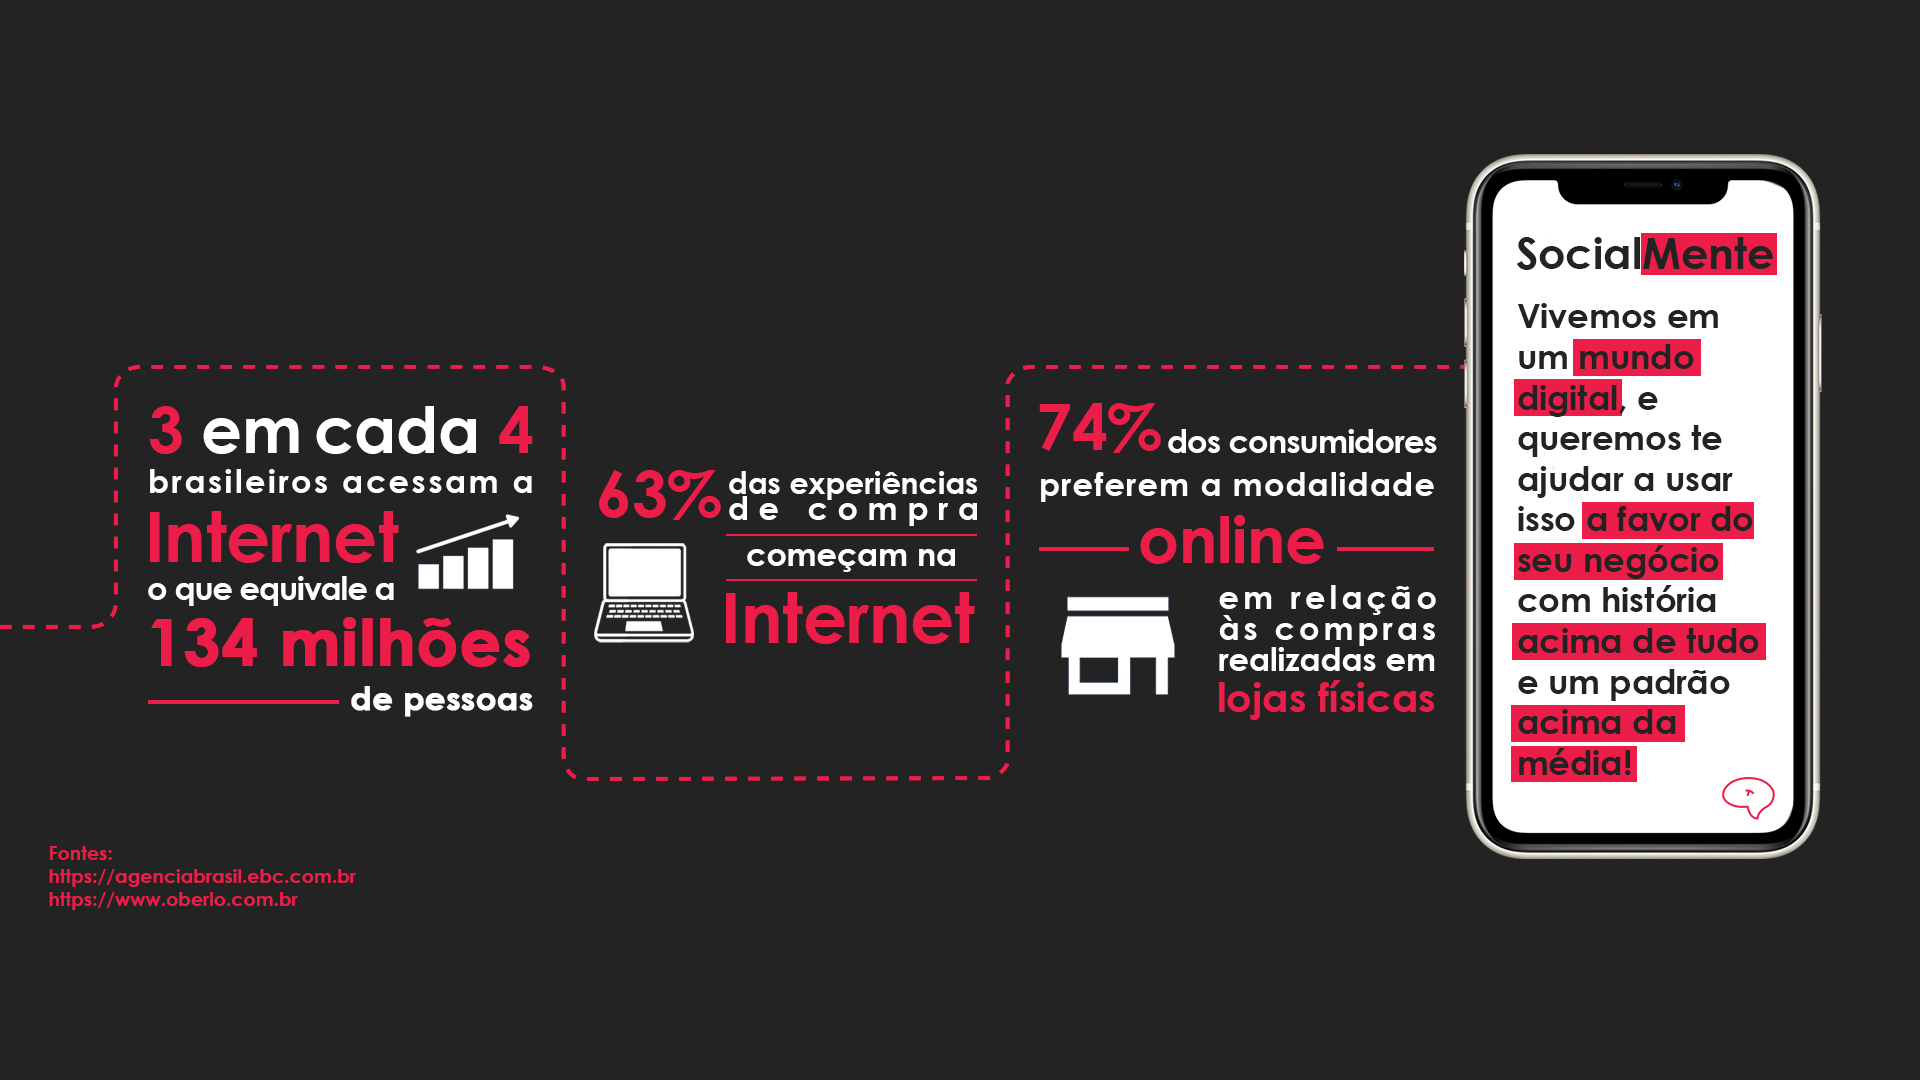 3 em cada 4
brasileiros acessam a
Internet
o que equivale a
134 milhões
de pessoas
63% das experiências
de compra
começam na
Internet
74% dos consumidores
preferem a modalidade
online
em relação
às compras
realizadas em
lojas físicas
SocialMente
Vivemos em
um mundo
digital, e
queremos te
ajudar a usar
isso a favor do
seu negócio
com história
acima de tudo
e um padrão
acima da
média!
Fontes:
https://agenciabrasil.ebc.com.br
https://www.oberlo.com.br